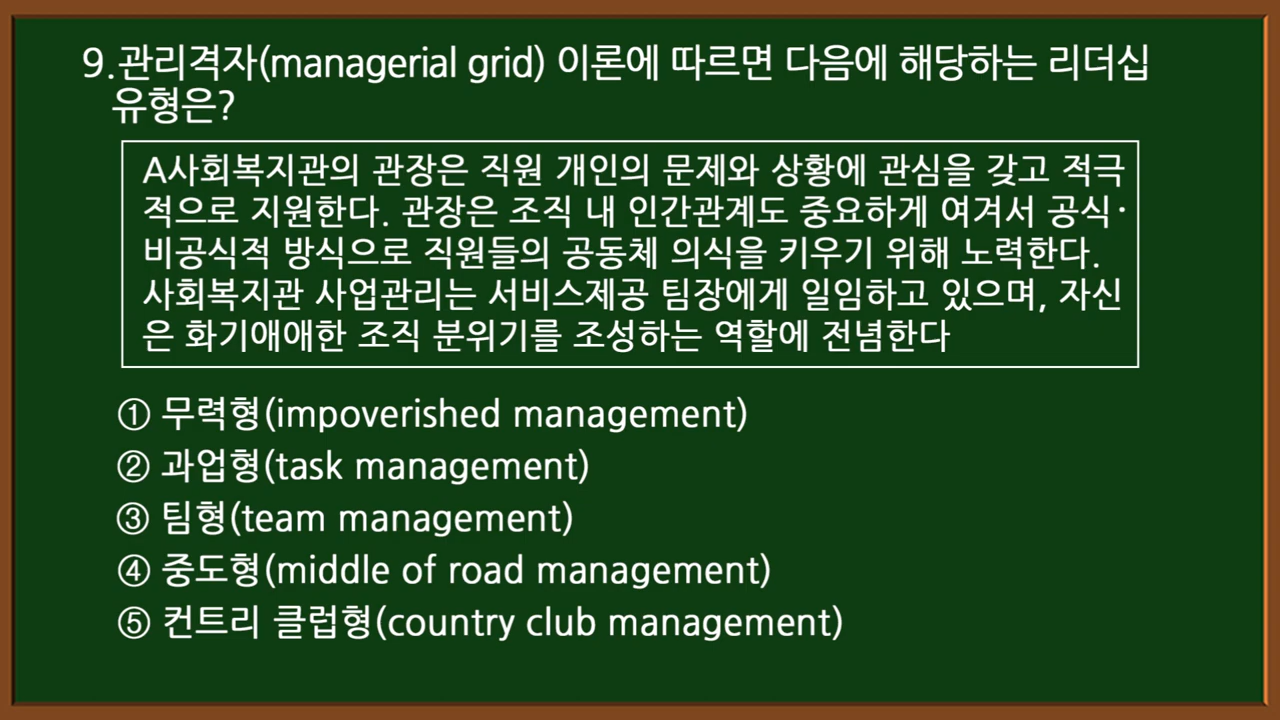 9.관리격자(managerial grid) 이론에 따르면 다음에 해당하는 리더십
유형은?
A사회복지관의 관장은 직원 개인의 문제와 상황에 관심을 갖고 적극
적으로 지원한다. 관장은 조직 내 인간관계도 중요하게 여겨서 공식·
비공식적 방식으로 직원들의 공동체 의식을 키우기 위해 노력한다.
사회복지관 사업관리는 서비스제공 팀장에게 일임하고 있으며, 자신
은 화기애애한 조직 분위기를 조성하는 역할에 전념한다
① 무력형(impoverished management)
② 과업형(task management)
③ 팀형(team management)
④ 중도형(middle of road management)
⑤ 컨트리 클럽형(country club management)